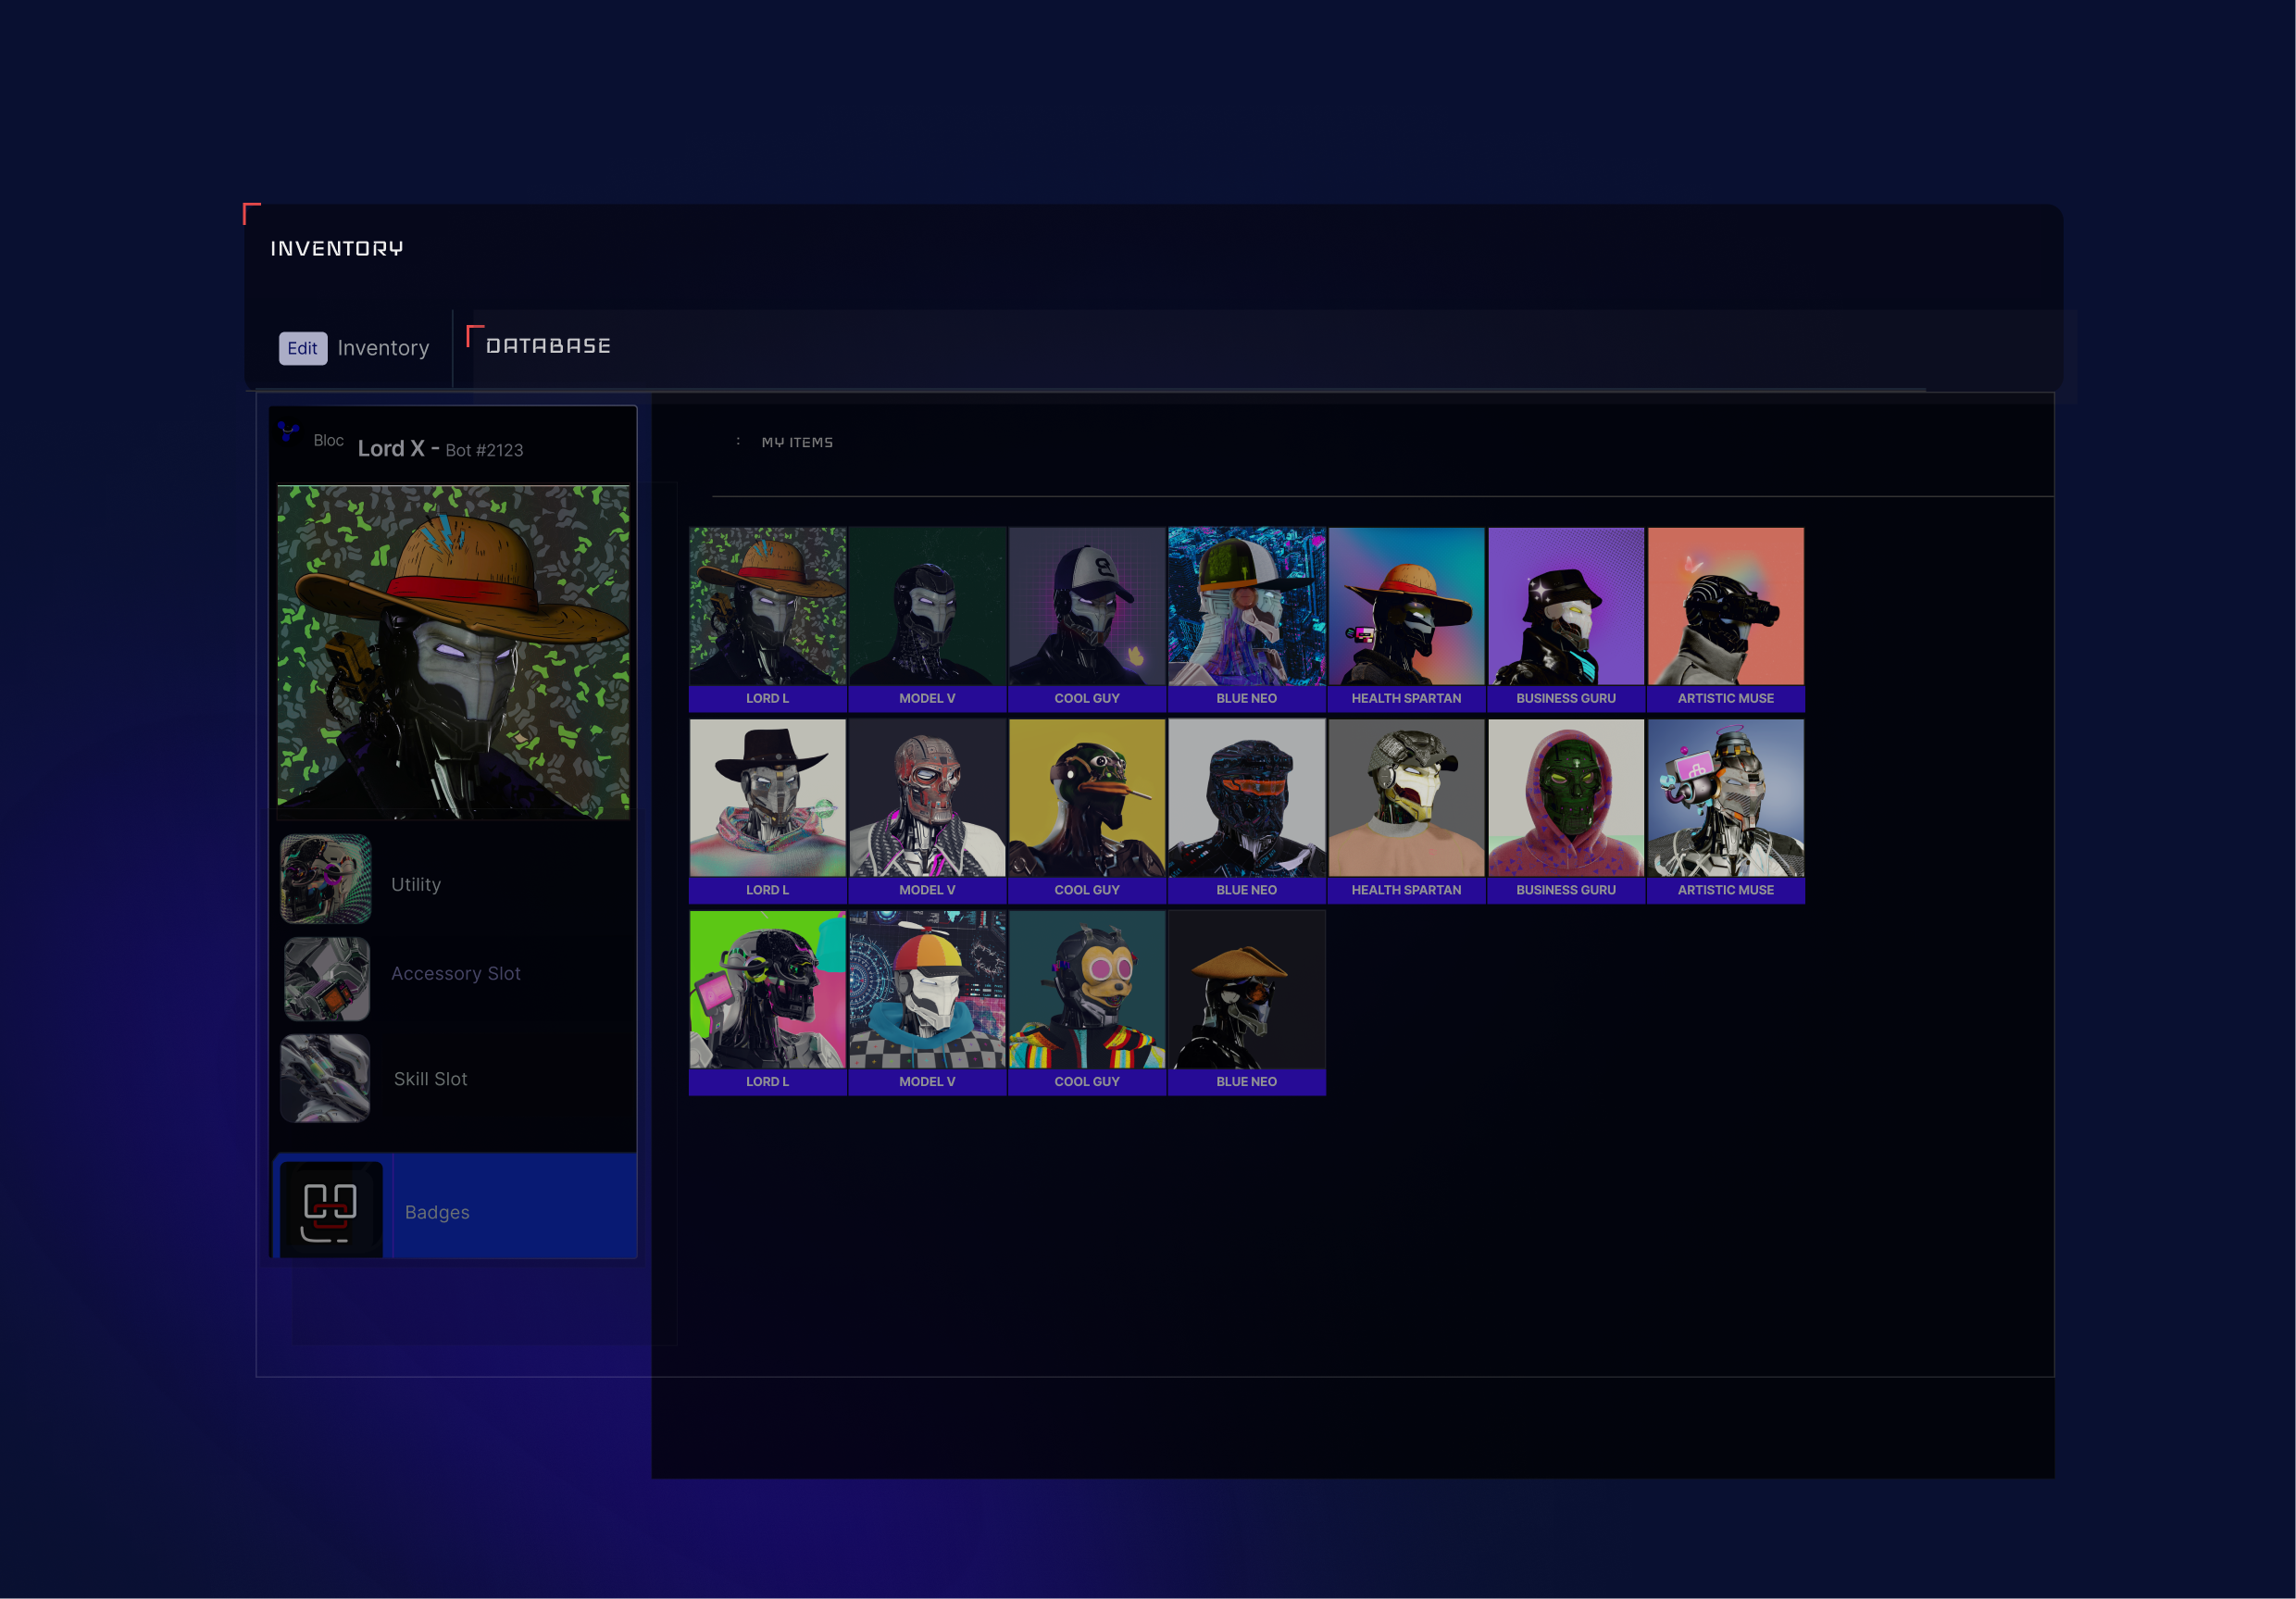 INVENTORY
Edit Inventory
DATABASE
Bloc Lord X - Bot #2123
: MY ITEMS
LORD L MODEL V COOL GUY BLUE NEO HEALTH SPARTAN BUSINESS GURU ARTISTIC MUSE
Utility
LORD L MODEL V COOL GUY BLUE NEO HEALTH SPARTAN BUSINESS GURU ARTISTIC MUSE
Accessory Slot
Skill Slot
LORD L MODEL V COOL GUY BLUE NEO
Badges